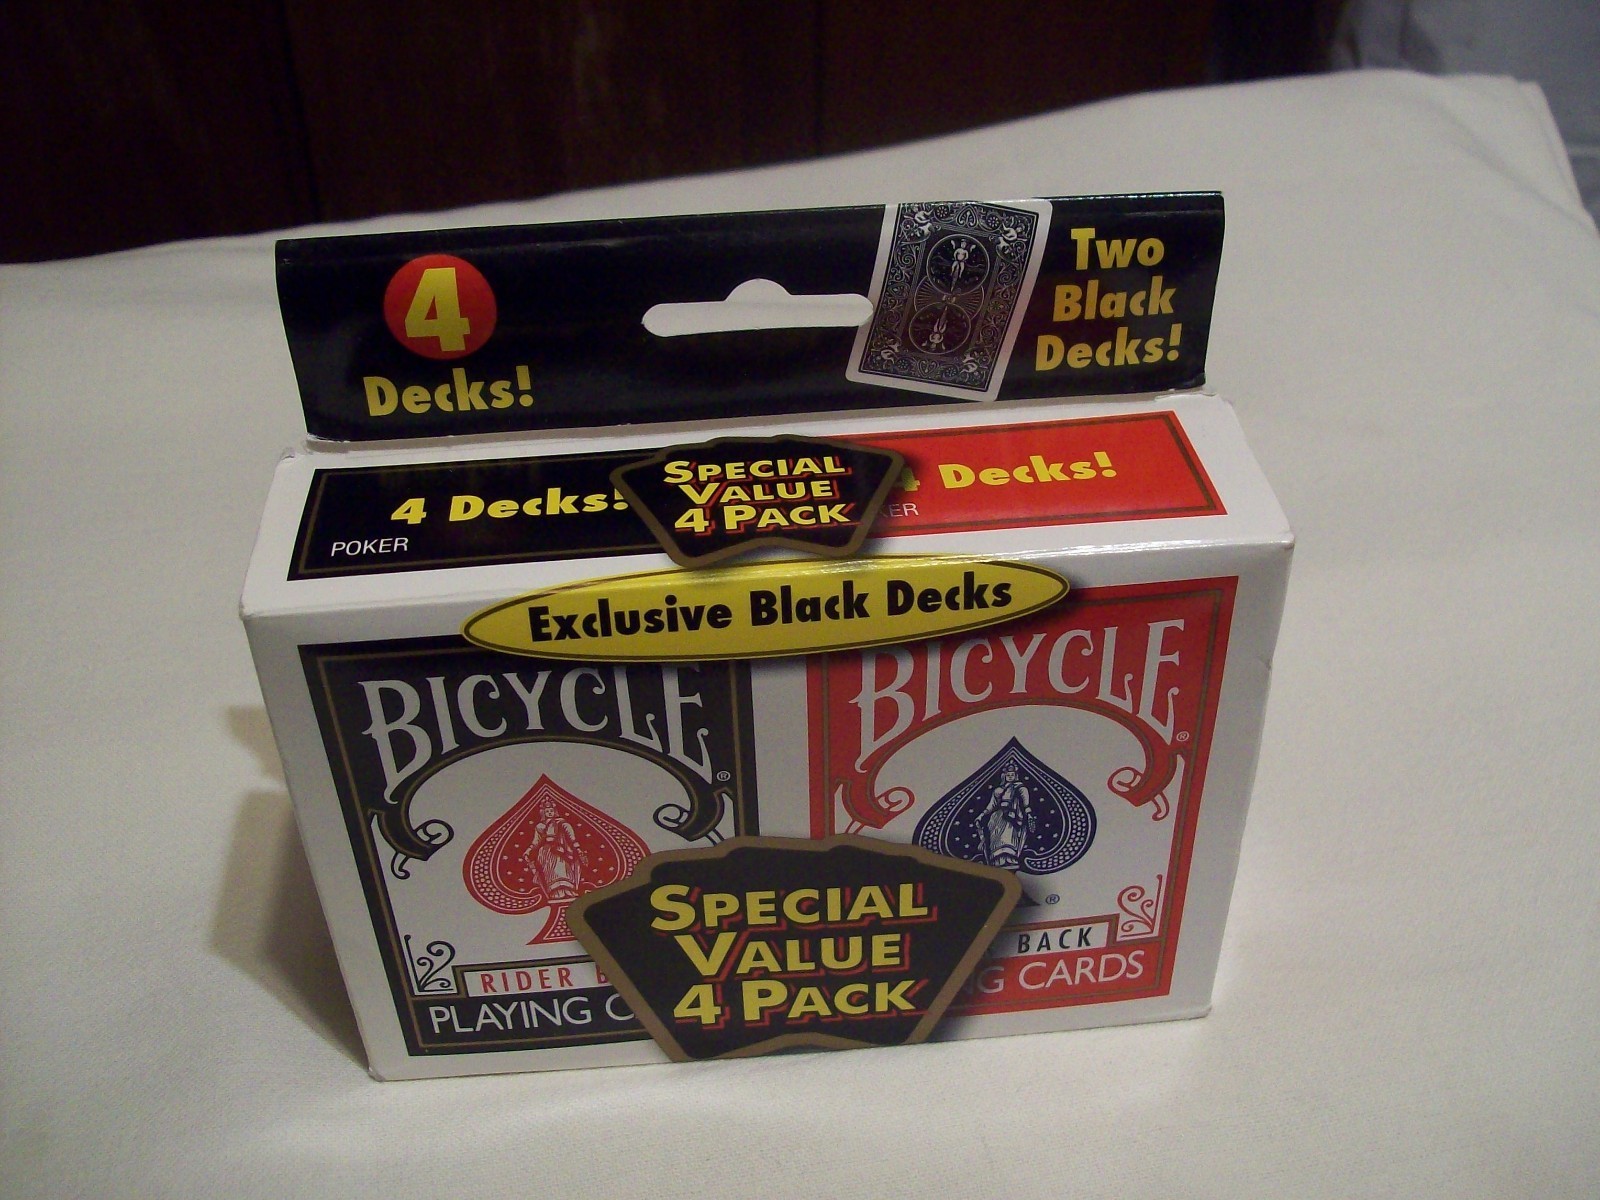 4
Decks!
Two
Black
Decks!
4 Decks!
POKER
SPECIAL
VALUE
4 PACK
4 Decks!
Exclusive Black Decks
BICYCLE
®
RIDER
PLAYING
BICYCLE
®
®
BACK
CARDS
SPECIAL
VALUE
4 PACK